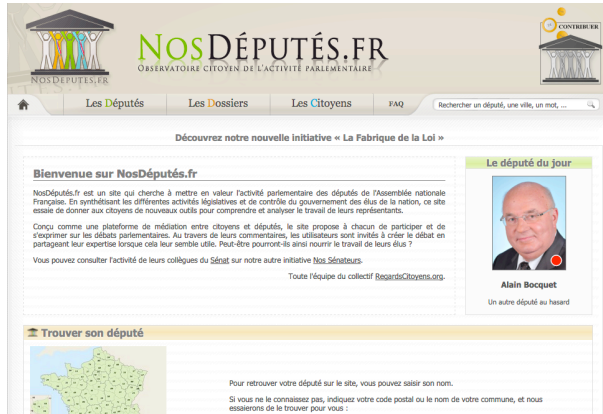 NOSDÉPUTÉS.FR
OBSERVATOIRE CITOYEN DE L'ACTIVITÉ PARLEMENTAIRE
NOSDÉPUTÉS.FR
CONTRIBUER
Les Députés
Les Dossiers
Les Citoyens
FAQ
Rechercher un député, une ville, un mot, ...
Découvrez notre nouvelle initiative « La Fabrique de la Loi »
Bienvenue sur NosDéputés.fr
NosDéputés.fr est un site qui cherche à mettre en valeur l'activité parlementaire des députés de l'Assemblée nationale
Française. En synthétisant les différentes activités législatives et de contrôle du gouvernement des élus de la nation, ce site
essaie de donner aux citoyens de nouveaux outils pour comprendre et analyser le travail de leurs représentants.
Conçu comme une plateforme de médiation entre citoyens et députés, le site propose à chacun de participer et de
s'exprimer sur les débats parlementaires. Au travers de leurs commentaires, les utilisateurs sont invités à créer le débat en
partageant leur expertise lorsque cela leur semble utile. Peut-être pourront-ils ainsi nourrir le travail de leurs élus ?
Vous pouvez consulter l'activité de leurs collègues du Sénat sur notre autre initiative Nos Sénateurs.
Toute l'équipe du collectif RegardsCitoyens.org.
Le député du jour
Alain Bocquet
Un autre député au hasard
Trouver son député
Pour retrouver votre député sur le site, vous pouvez saisir son nom.
Si vous ne le connaissez pas, indiquez votre code postal ou le nom de votre commune, et nous
essaierons de le trouver pour vous :